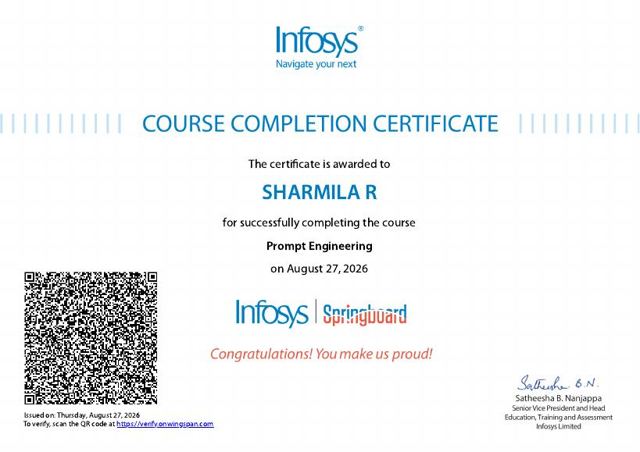 Infosys®
Navigate your next
COURSE COMPLETION CERTIFICATE
The certificate is awarded to
SHARMILA R
for successfully completing the course
Prompt Engineering
on August 27, 2026
Infosys | Springboard
Congratulations! You make us proud!
Issued on: Thursday, August 27, 2026
To verify, scan the QR code at https://verify.onwingspan.com
Satheesha B.N.
Satheesha B. Nanjappa
Senior Vice President and Head
Education, Training and Assessment
Infosys Limited